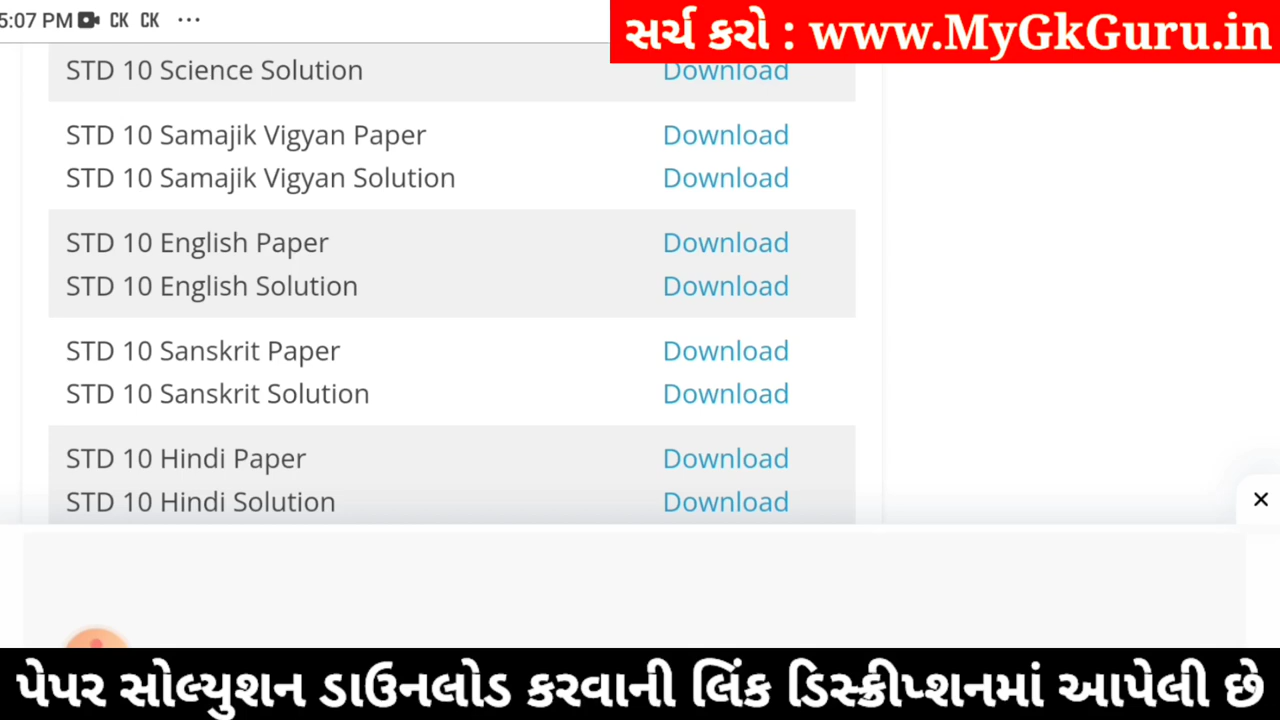 5:07 PM CK CK ...
સર્ચ કરો : www.MyGkGuru.in
STD 10 Science Solution Download
STD 10 Samajik Vigyan Paper Download
STD 10 Samajik Vigyan Solution Download
STD 10 English Paper Download
STD 10 English Solution Download
STD 10 Sanskrit Paper Download
STD 10 Sanskrit Solution Download
STD 10 Hindi Paper Download
STD 10 Hindi Solution Download
પેપર સોલ્યુશન ડાઉનલોડ કરવાની લિંક ડિસ્ક્રીપ્શનમાં આપેલી છે